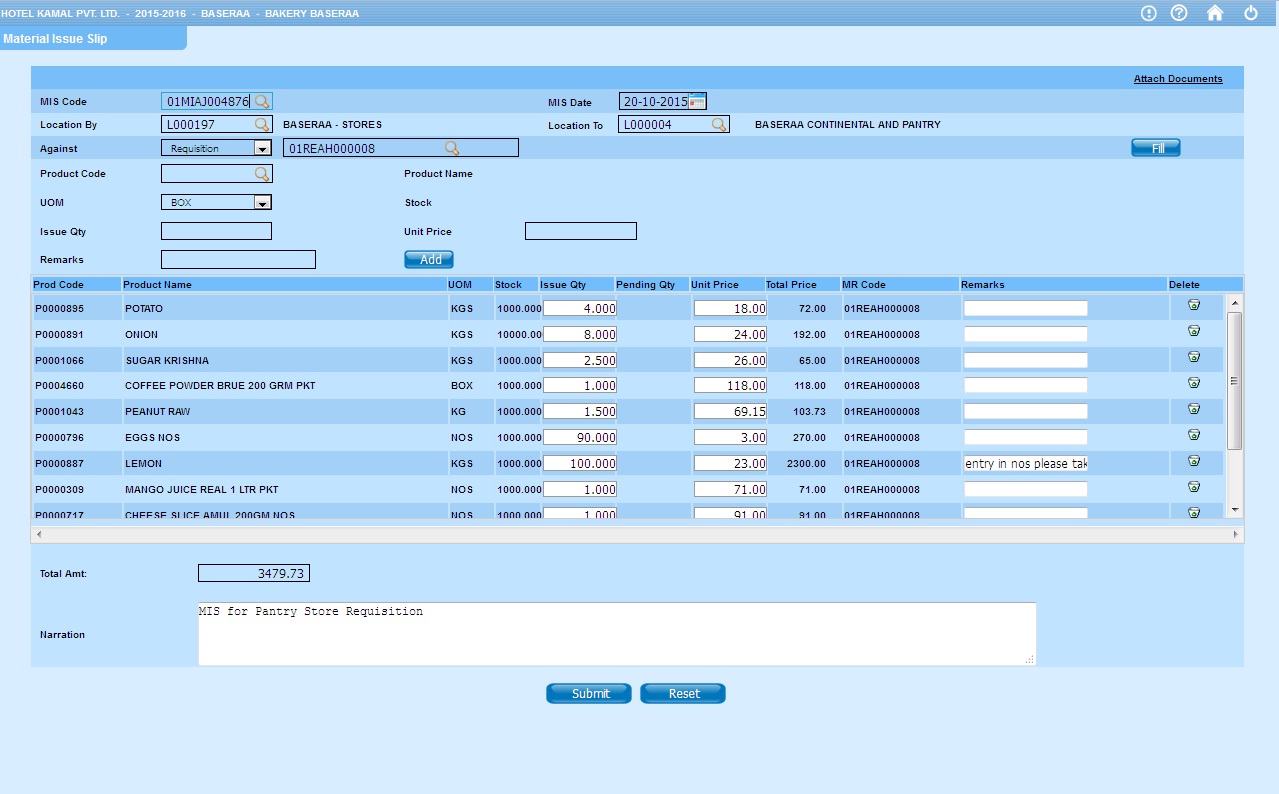 HOTEL KAMAL PVT. LTD. - 2015-2016 - BASERAA - BAKERY BASERAA
Material Issue Slip
Attach Documents
MIS Code 01MIAJ004876 MIS Date 20-10-2015
Location By L000197 BASERAA - STORES Location To L000004 BASERAA CONTINENTAL AND PANTRY
Against Requisition 01REAH000008 Fill
Product Code Product Name
UOM BOX Stock
Issue Qty Unit Price
Remarks Add
Prod Code Product Name UOM Stock Issue Qty Pending Qty Unit Price Total Price MR Code Remarks Delete
P0000895 POTATO KGS 1000.000 4.000 18.00 72.00 01REAH000008
P0000891 ONION KGS 10000.00 8.000 24.00 192.00 01REAH000008
P0001066 SUGAR KRISHNA KGS 1000.000 2.500 26.00 65.00 01REAH000008
P0004660 COFFEE POWDER BRUE 200 GRM PKT BOX 1000.000 1.000 118.00 118.00 01REAH000008
P0001043 PEANUT RAW KG 1000.000 1.500 69.15 103.73 01REAH000008
P0000796 EGGS NOS NOS 1000.000 90.000 3.00 270.00 01REAH000008
P0000887 LEMON KGS 1000.000 100.000 23.00 2300.00 01REAH000008 entry in nos please tak
P0000309 MANGO JUICE REAL 1 LTR PKT NOS 1000.000 1.000 71.00 71.00 01REAH000008
P0000717 CHEESE SLICE AMUL 200GM NOS NOS 1000.000 1.000 91.00 91.00 01REAH000008
Total Amt: 3479.73
MIS for Pantry Store Requisition
Narration
Submit Reset